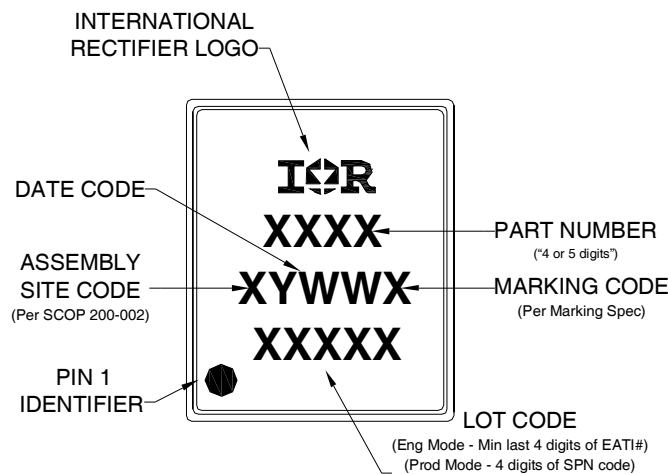 INTERNATIONAL
RECTIFIER LOGO
IOR
DATE CODE
XXXX
PART NUMBER
(“4 or 5 digits”)
ASSEMBLY
SITE CODE
(Per SCOP 200-002)
XYWWX
MARKING CODE
(Per Marking Spec)
XXXXX
PIN 1
IDENTIFIER
LOT CODE
(Eng Mode - Min last 4 digits of EATI#)
(Prod Mode - 4 digits of SPN code)